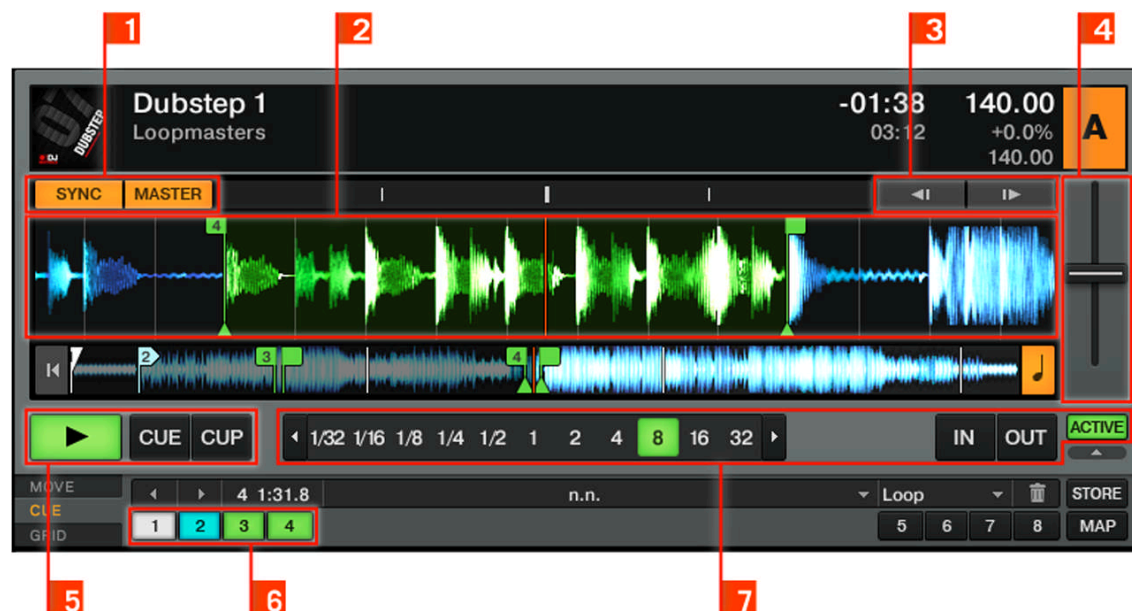 1 2 3 4
07
DUBSTEP
DJ
Dubstep 1
Loopmasters
-01:38 140.00
03:12 +0.0%
140.00
A
SYNC MASTER
4
2 3 4
CUE CUP
1/32 1/16 1/8 1/4 1/2 1 2 4 8 16 32
IN OUT ACTIVE
MOVE
CUE
GRID
4 1:31.8 n.n. Loop STORE
1 2 3 4 5 6 7 8 MAP
5 6 7